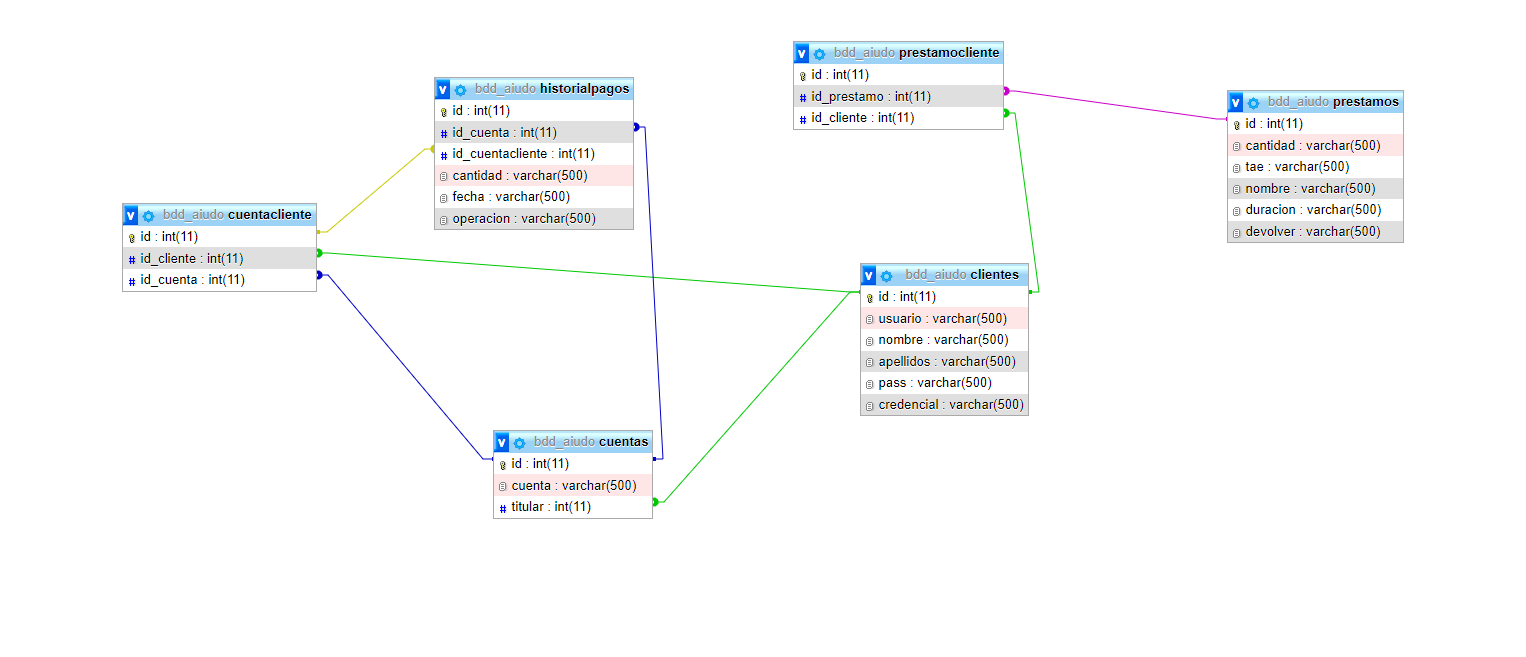 bdd_aiudo prestamocliente
id : int(11)
id_prestamo : int(11)
id_cliente : int(11)
bdd_aiudo historialpagos
id : int(11)
id_cuenta : int(11)
id_cuentacliente : int(11)
cantidad : varchar(500)
fecha : varchar(500)
operacion : varchar(500)
bdd_aiudo prestamos
id : int(11)
cantidad : varchar(500)
tae : varchar(500)
nombre : varchar(500)
duracion : varchar(500)
devolver : varchar(500)
bdd_aiudo cuentacliente
id : int(11)
id_cliente : int(11)
id_cuenta : int(11)
bdd_aiudo clientes
id : int(11)
usuario : varchar(500)
nombre : varchar(500)
apellidos : varchar(500)
pass : varchar(500)
credencial : varchar(500)
bdd_aiudo cuentas
id : int(11)
cuenta : varchar(500)
titular : int(11)